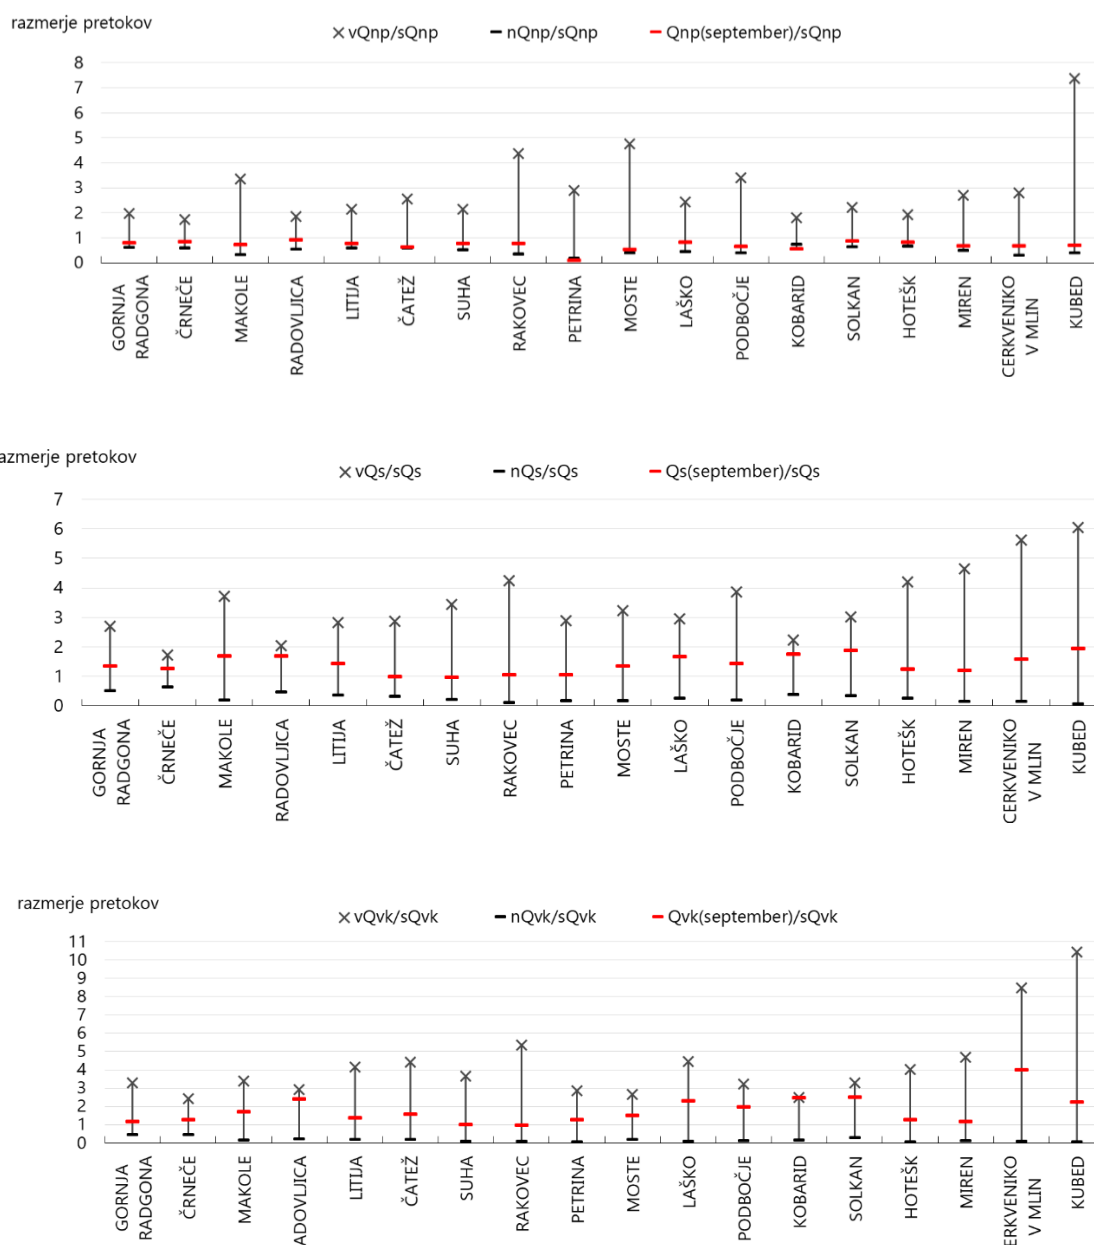 razmerje pretokov
vQnp/sQnp nQnp/sQnp Qnp(september)/sQnp
8
7
6
5
4
3
2
1
0
GORNJA
RADGONA
ČRNEČE
MAKOLE
RADOVLJICA
LITIJA
ČATEŽ
SUHA
RAKOVEC
PETRINA
MOSTE
LAŠKO
PODBOČJE
KOBARID
SOLKAN
HOTEŠK
MIREN
CERKVENIKO
V MLIN
KUBED
azmerje pretokov
vQs/sQs nQs/sQs Qs(september)/sQs
7
6
5
4
3
2
1
0
GORNJA
RADGONA
ČRNEČE
MAKOLE
RADOVLJICA
LITIJA
ČATEŽ
SUHA
RAKOVEC
PETRINA
MOSTE
LAŠKO
PODBOČJE
KOBARID
SOLKAN
HOTEŠK
MIREN
CERKVENIKO
V MLIN
KUBED
razmerje pretokov
vQvk/sQvk nQvk/sQvk Qvk(september)/sQvk
11
10
9
8
7
6
5
4
3
2
1
0
GORNJA
RADGONA
ČRNEČE
MAKOLE
ADOVLJICA
LITIJA
ČATEŽ
SUHA
RAKOVEC
PETRINA
MOSTE
LAŠKO
PODBOČJE
KOBARID
SOLKAN
HOTEŠK
MIREN
ERKVENIKO
V MLIN
KUBED